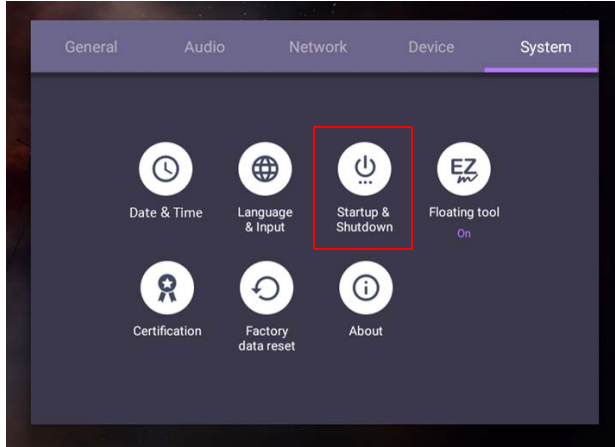 General Audio Network Device System
EZ
Date & Time Language & Input Startup & Shutdown Floating tool
On
Certification Factory data reset About